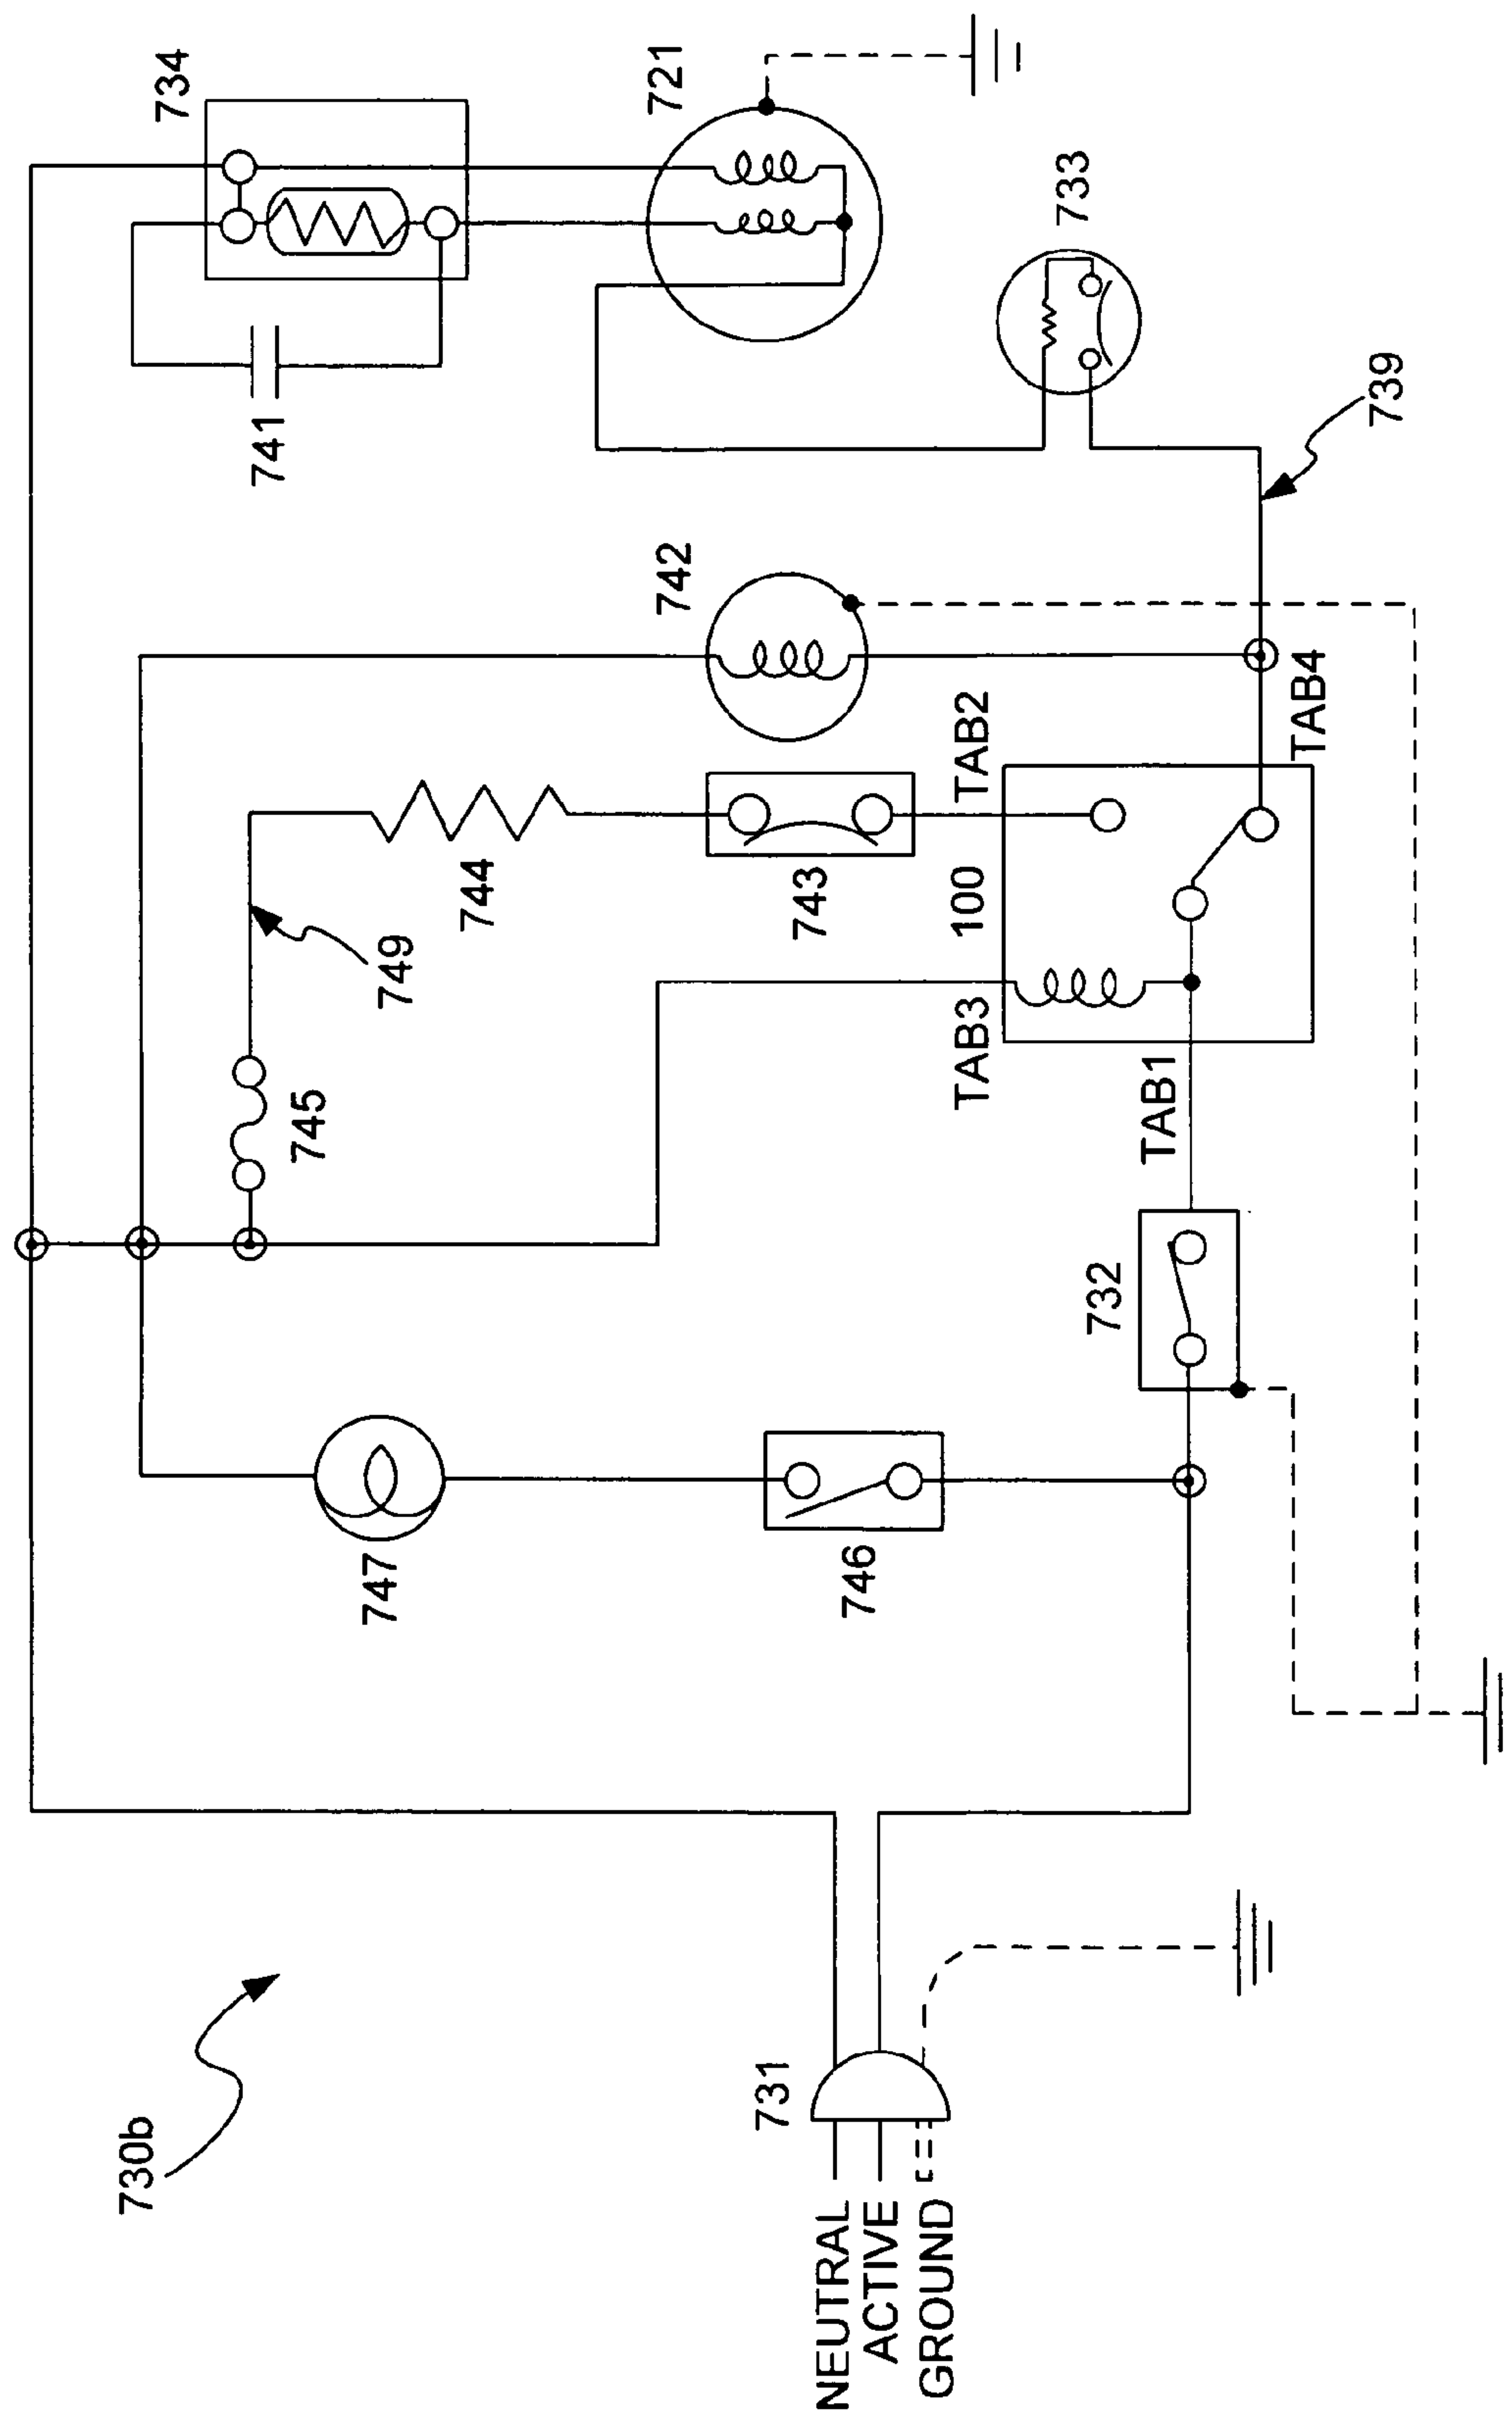 730b
NEUTRAL
ACTIVE
GROUND
731
747
746
732
745
749
744
743
TAB1
TAB3
100
TAB2
TAB4
742
741
734
721
733
739